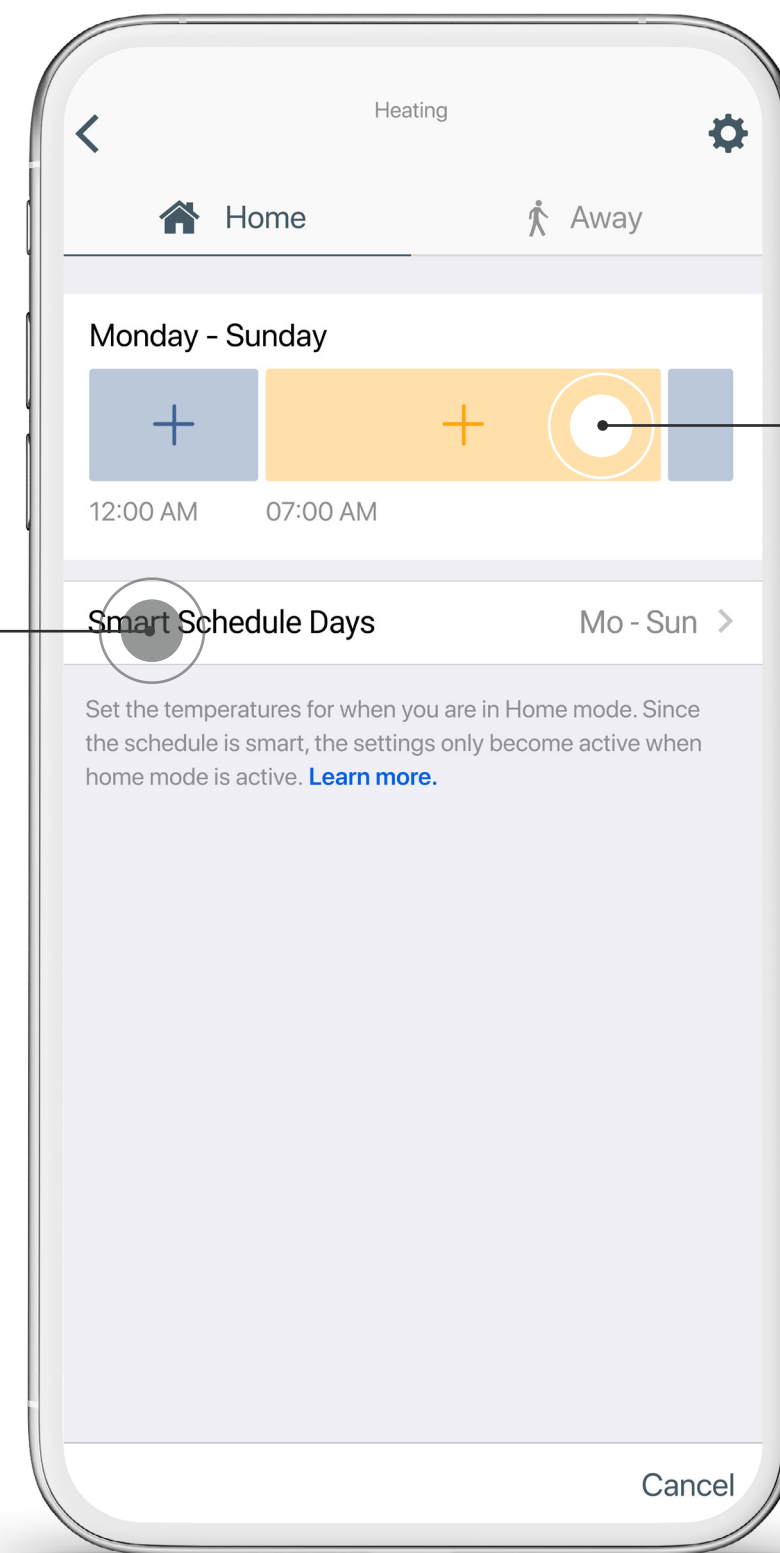 Heating
Home
Away
Monday - Sunday
12:00 AM
07:00 AM
Smart Schedule Days
Mo - Sun
Set the temperatures for when you are in Home mode. Since
the schedule is smart, the settings only become active when
home mode is active. Learn more.
Cancel